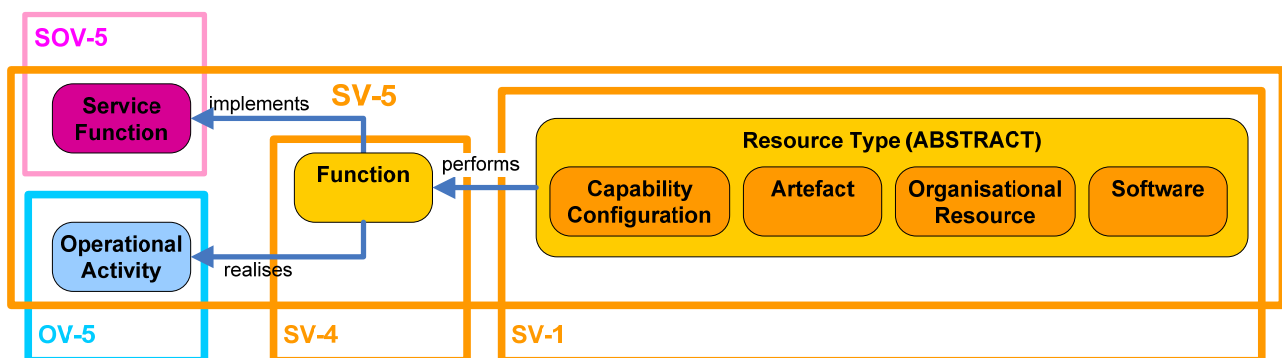 SOV-5
Service
Function
implements
SV-5
Resource Type (ABSTRACT)
Function
performs
Capability
Configuration
Artefact
Organisational
Resource
Software
Operational
Activity
realises
OV-5
SV-4
SV-1